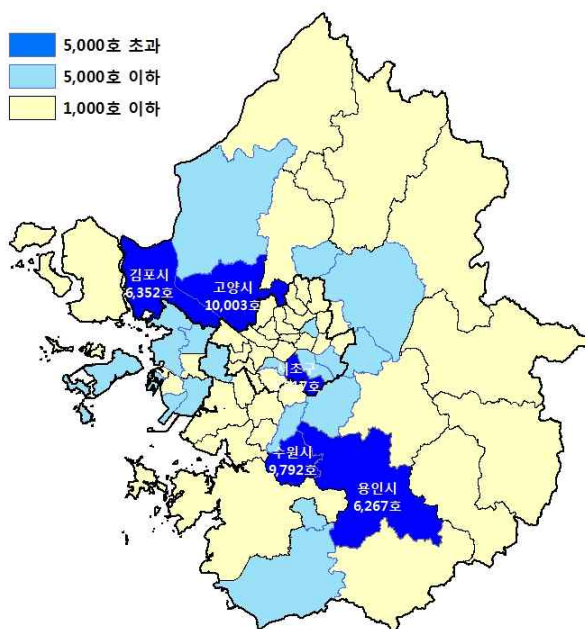 5,000호 초과
5,000호 이하
1,000호 이하
김포시
6,352호
고양시
10,003호
수원시
9,792호
용인시
6,267호